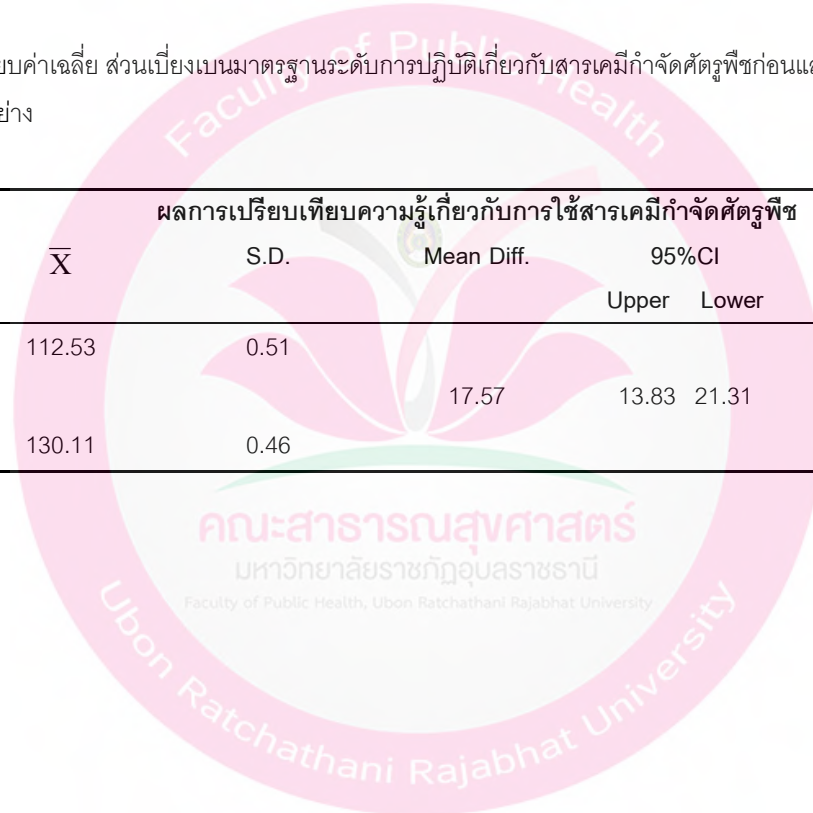 ยบค่าเฉลี่ย ส่วนเบี่ยงเบนมาตรฐานระดับการปฏิบัติเกี่ยวกับสารเคมีกำจัดศัตรูพืชก่อนแล
ย่าง
ผลการเปรียบเทียบความรู้เกี่ยวกับการใช้สารเคมีกำจัดศัตรูพืช
X̅ S.D. Mean Diff. 95%CI
Upper Lower
112.53 0.51
17.57 13.83 21.31
130.11 0.46
Faculty of Public Health
คณะสาธารณสุขศาสตร์
มหาวิทยาลัยราชภัฏอุบลราชธานี
Faculty of Public Health, Ubon Ratchathani Rajabhat University
Ubon Ratchathani Rajabhat University